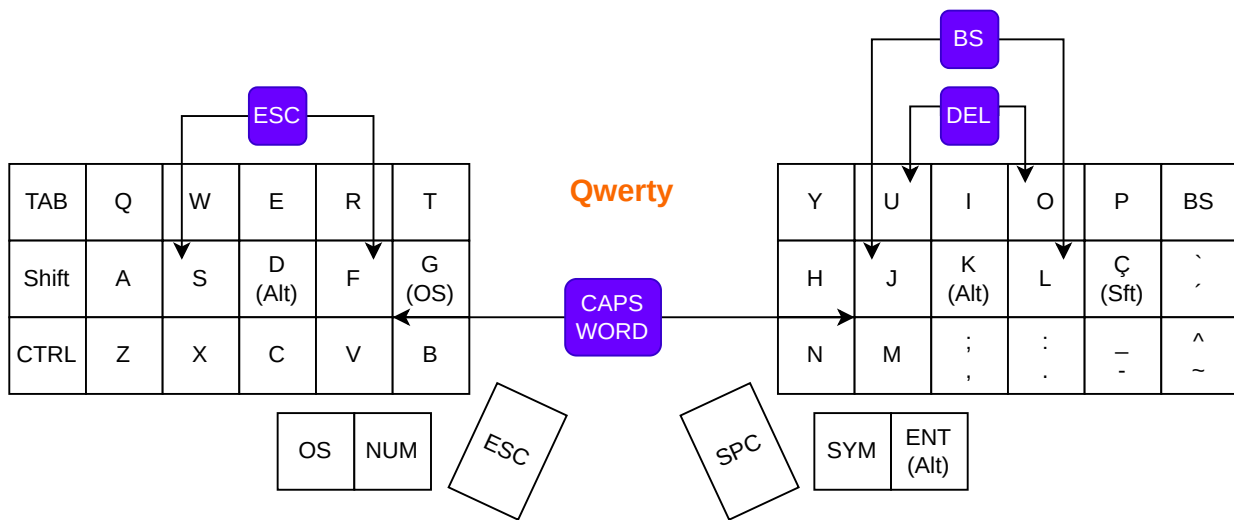 BS
ESC
DEL
TAB Q W E R T
Qwerty
Y U I O P BS
Shift A S D F G
(Alt) (OS)
H J K L Ç `
(Alt) (Sft) ´
CAPS
WORD
CTRL Z X C V B
N M ; : _ ^
, . - ~
OS NUM ESC
SPC SYM ENT
(Alt)